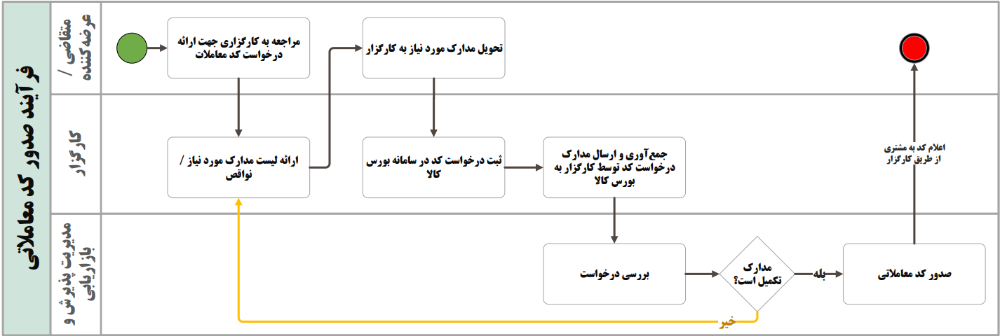 فرآیند صدور کد معاملاتی
متقاضی /
عرضه‌کننده
مراجعه به کارگزاری جهت ارائه
درخواست کد معاملات
تحویل مدارک مورد نیاز به کارگزار
کارگزار
ارائه لیست مدارک مورد نیاز /
نواقص
ثبت درخواست کد در سامانه بورس
کالا
جمع‌آوری و ارسال مدارک
درخواست کد توسط کارگزار به
بورس کالا
اعلام کد به مشتری
از طریق کارگزار
مدیریت پذیرش و
بازاریابی
بررسی درخواست
مدارک
تکمیل است؟
بله
صدور کد معاملاتی
خیر